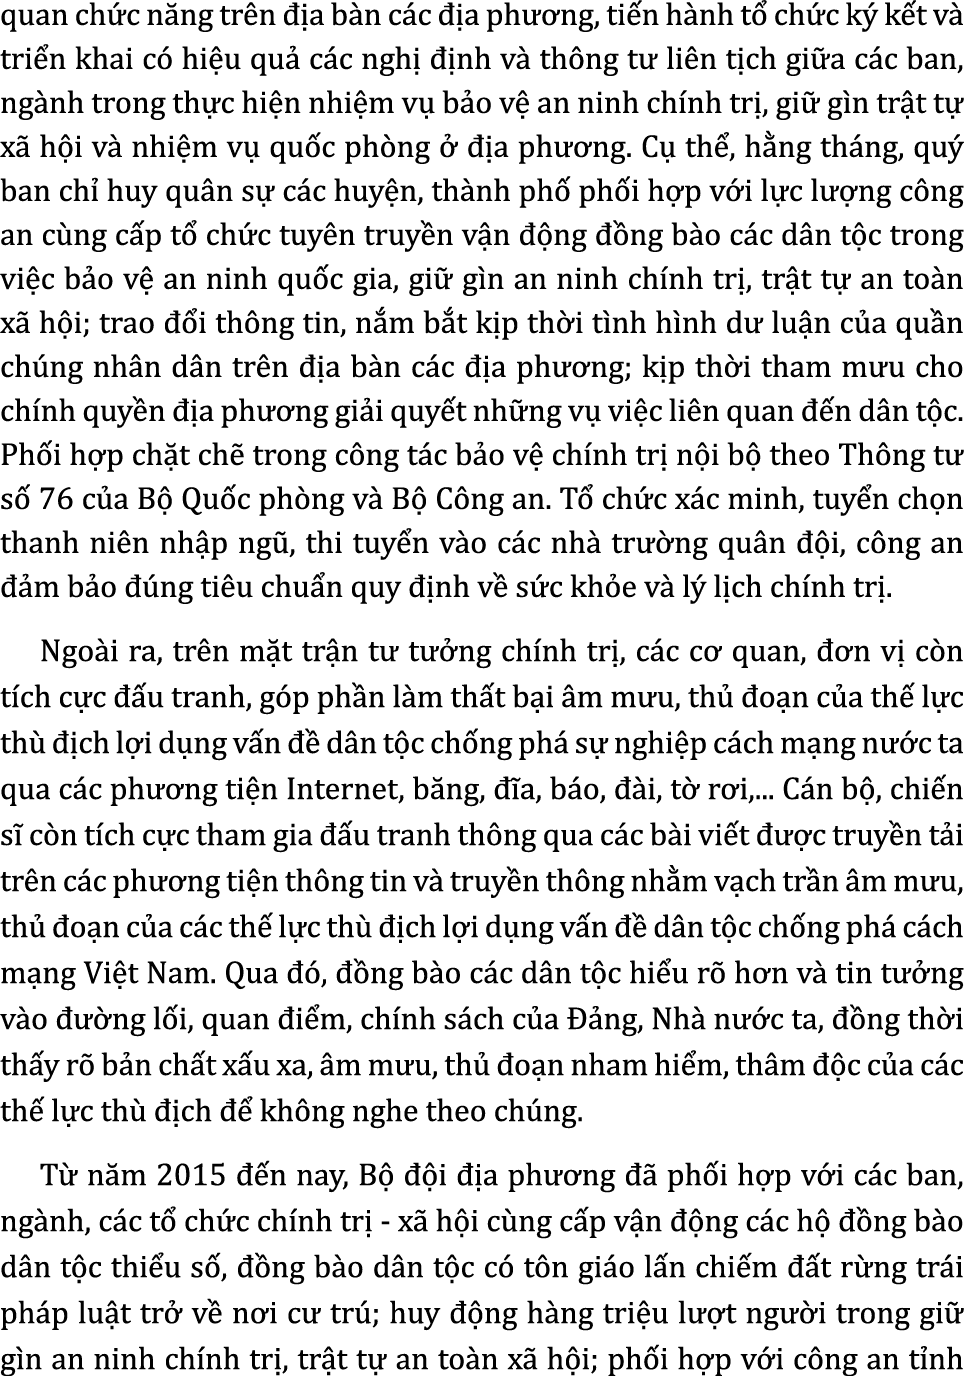 quan chức năng trên địa bàn các địa phương, tiến hành tổ chức ký kết và
triển khai có hiệu quả các nghị định và thông tư liên tịch giữa các ban,
ngành trong thực hiện nhiệm vụ bảo vệ an ninh chính trị, giữ gìn trật tự
xã hội và nhiệm vụ quốc phòng ở địa phương. Cụ thể, hằng tháng, quý
ban chỉ huy quân sự các huyện, thành phố phối hợp với lực lượng công
an cùng cấp tổ chức tuyên truyền vận động đồng bào các dân tộc trong
việc bảo vệ an ninh quốc gia, giữ gìn an ninh chính trị, trật tự an toàn
xã hội; trao đổi thông tin, nắm bắt kịp thời tình hình dư luận của quần
chúng nhân dân trên địa bàn các địa phương; kịp thời tham mưu cho
chính quyền địa phương giải quyết những vụ việc liên quan đến dân tộc.
Phối hợp chặt chẽ trong công tác bảo vệ chính trị nội bộ theo Thông tư
số 76 của Bộ Quốc phòng và Bộ Công an. Tổ chức xác minh, tuyển chọn
thanh niên nhập ngũ, thi tuyển vào các nhà trường quân đội, công an
đảm bảo đúng tiêu chuẩn quy định về sức khỏe và lý lịch chính trị.
Ngoài ra, trên mặt trận tư tưởng chính trị, các cơ quan, đơn vị còn
tích cực đấu tranh, góp phần làm thất bại âm mưu, thủ đoạn của thế lực
thù địch lợi dụng vấn đề dân tộc chống phá sự nghiệp cách mạng nước ta
qua các phương tiện Internet, băng, đĩa, báo, đài, tờ rơi,... Cán bộ, chiến
sĩ còn tích cực tham gia đấu tranh thông qua các bài viết được truyền tải
trên các phương tiện thông tin và truyền thông nhằm vạch trần âm mưu,
thủ đoạn của các thế lực thù địch lợi dụng vấn đề dân tộc chống phá cách
mạng Việt Nam. Qua đó, đồng bào các dân tộc hiểu rõ hơn và tin tưởng
vào đường lối, quan điểm, chính sách của Đảng, Nhà nước ta, đồng thời
thấy rõ bản chất xấu xa, âm mưu, thủ đoạn nham hiểm, thâm độc của các
thế lực thù địch để không nghe theo chúng.
Từ năm 2015 đến nay, Bộ đội địa phương đã phối hợp với các ban,
ngành, các tổ chức chính trị - xã hội cùng cấp vận động các hộ đồng bào
dân tộc thiểu số, đồng bào dân tộc có tôn giáo lấn chiếm đất rừng trái
pháp luật trở về nơi cư trú; huy động hàng triệu lượt người trong giữ
gìn an ninh chính trị, trật tự an toàn xã hội; phối hợp với công an tỉnh